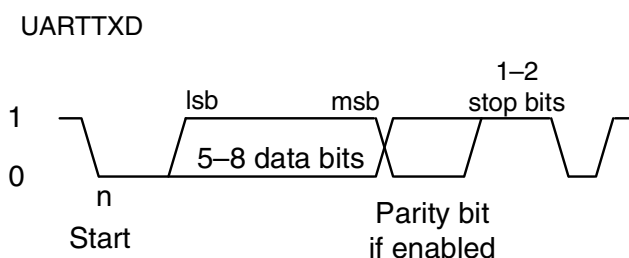 UARTTXD
1–2
stop bits
lsb
msb
1
0
5–8 data bits
n
Start
Parity bit
if enabled